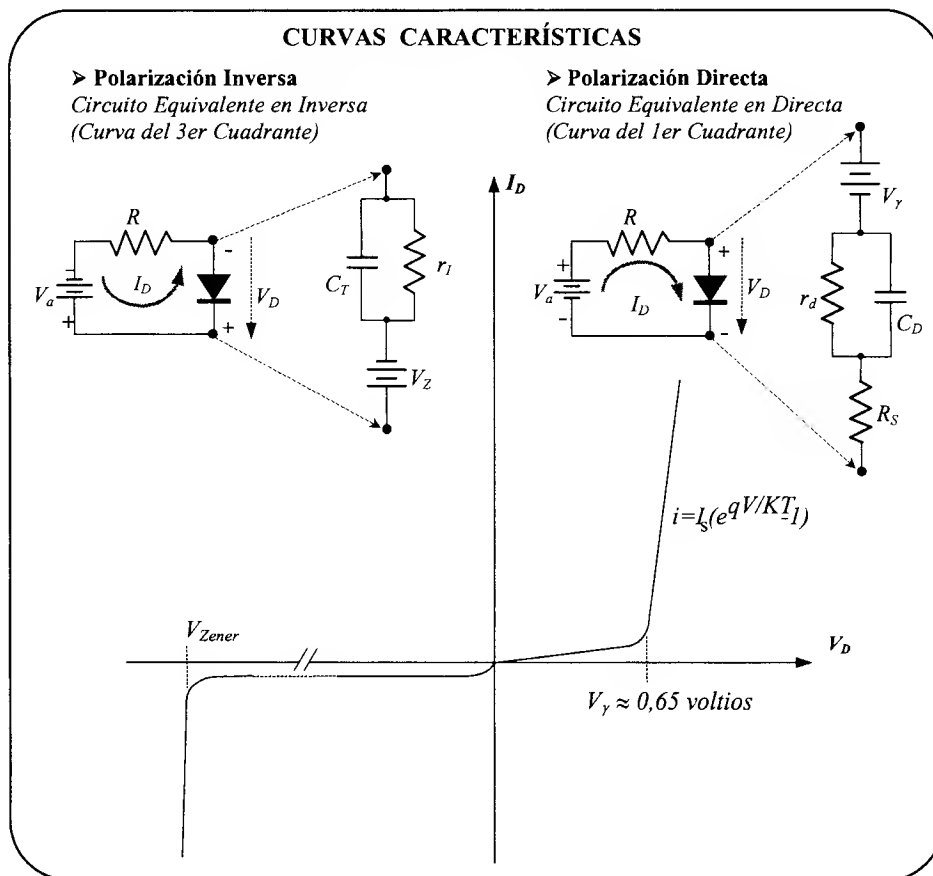 CURVAS CARACTERÍSTICAS
➤ Polarización Inversa
Circuito Equivalente en Inversa
(Curva del 3er Cuadrante)
➤ Polarización Directa
Circuito Equivalente en Directa
(Curva del 1er Cuadrante)
R
-
I_D
V_a
-
+
V_D
+
C_T
r_I
V_Z
I_D
R
+
I_D
V_a
+
-
V_D
-
V_γ
r_d
C_D
R_S
i=I_s(e^{qV/KT}-1)
V_Zener
V_D
V_γ ≈ 0,65 voltios